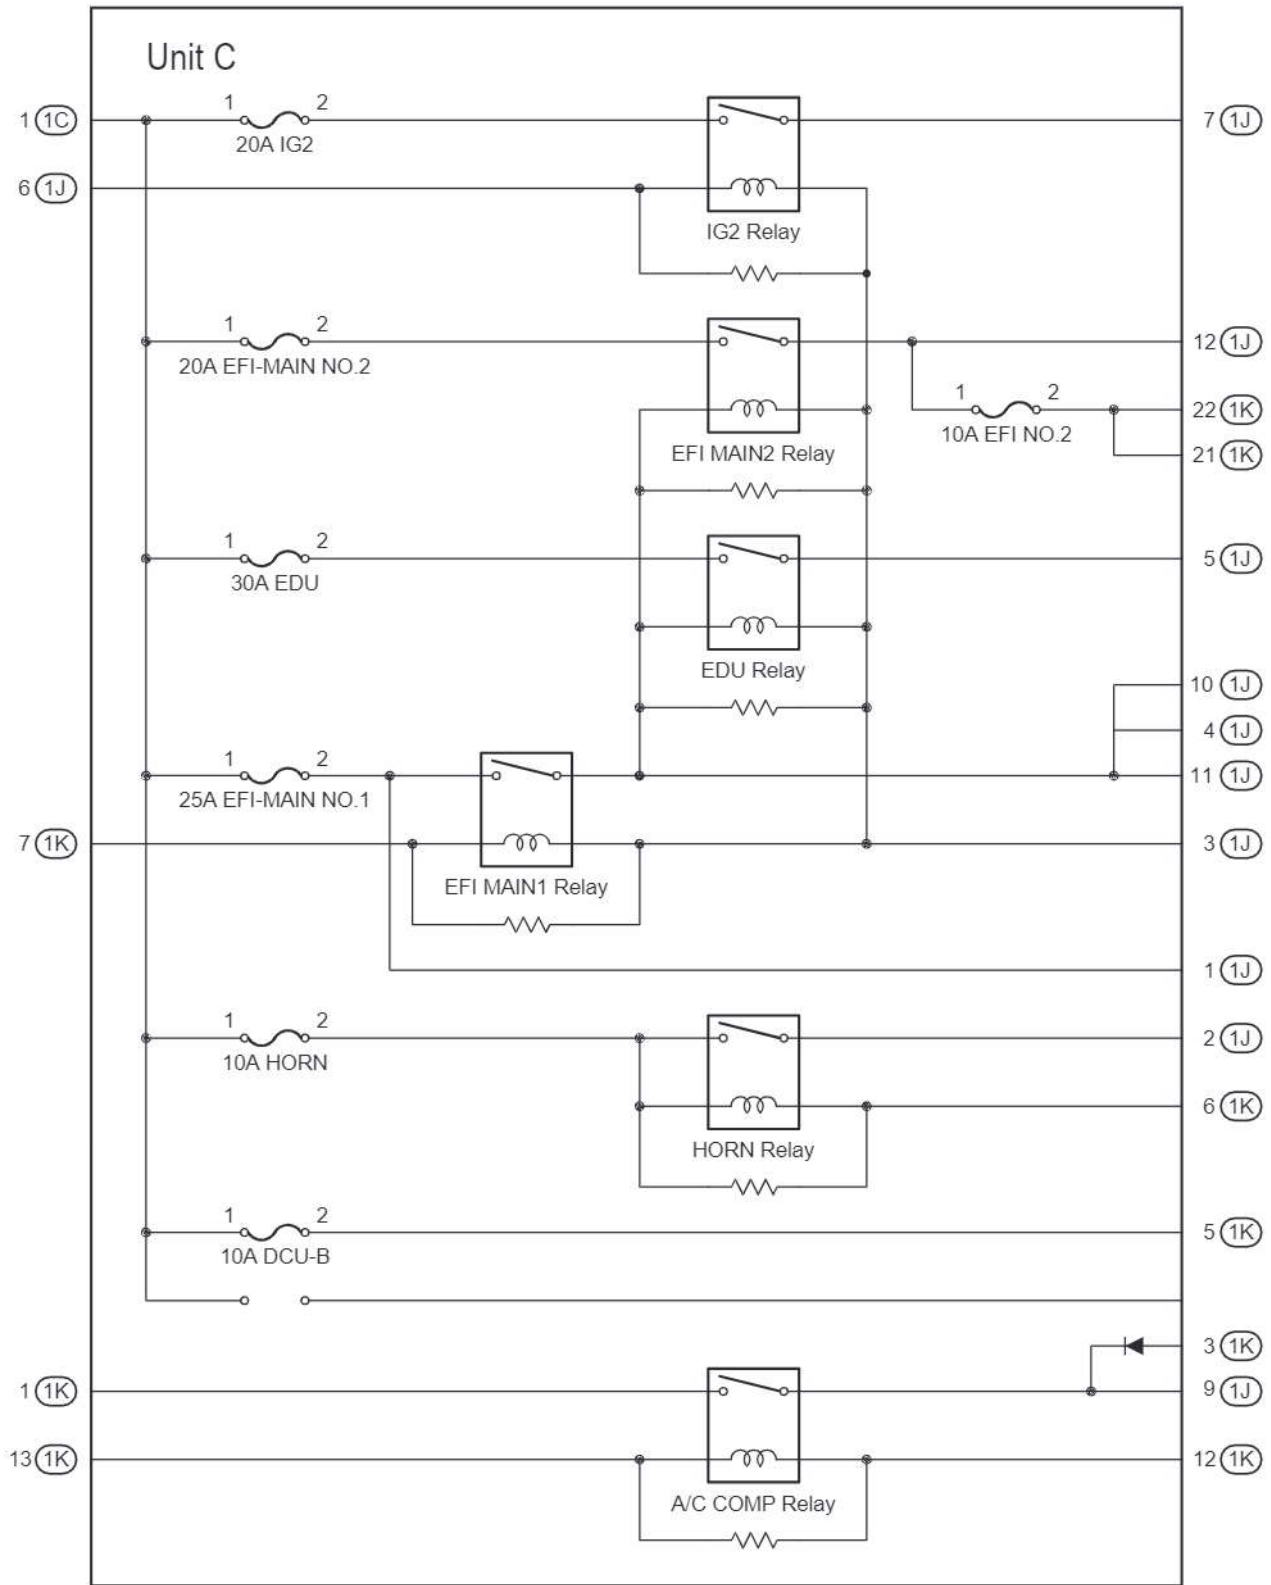 Unit C
1 1C
1 2
20A IG2
7 1J
6 1J
IG2 Relay
1 2
20A EFI-MAIN NO.2
12 1J
1 2
10A EFI NO.2
22 1K
EFI MAIN2 Relay
21 1K
1 2
30A EDU
5 1J
EDU Relay
10 1J
4 1J
1 2
25A EFI-MAIN NO.1
11 1J
7 1K
3 1J
EFI MAIN1 Relay
1 1J
1 2
10A HORN
2 1J
6 1K
HORN Relay
1 2
10A DCU-B
5 1K
3 1K
1 1K
9 1J
13 1K
12 1K
A/C COMP Relay